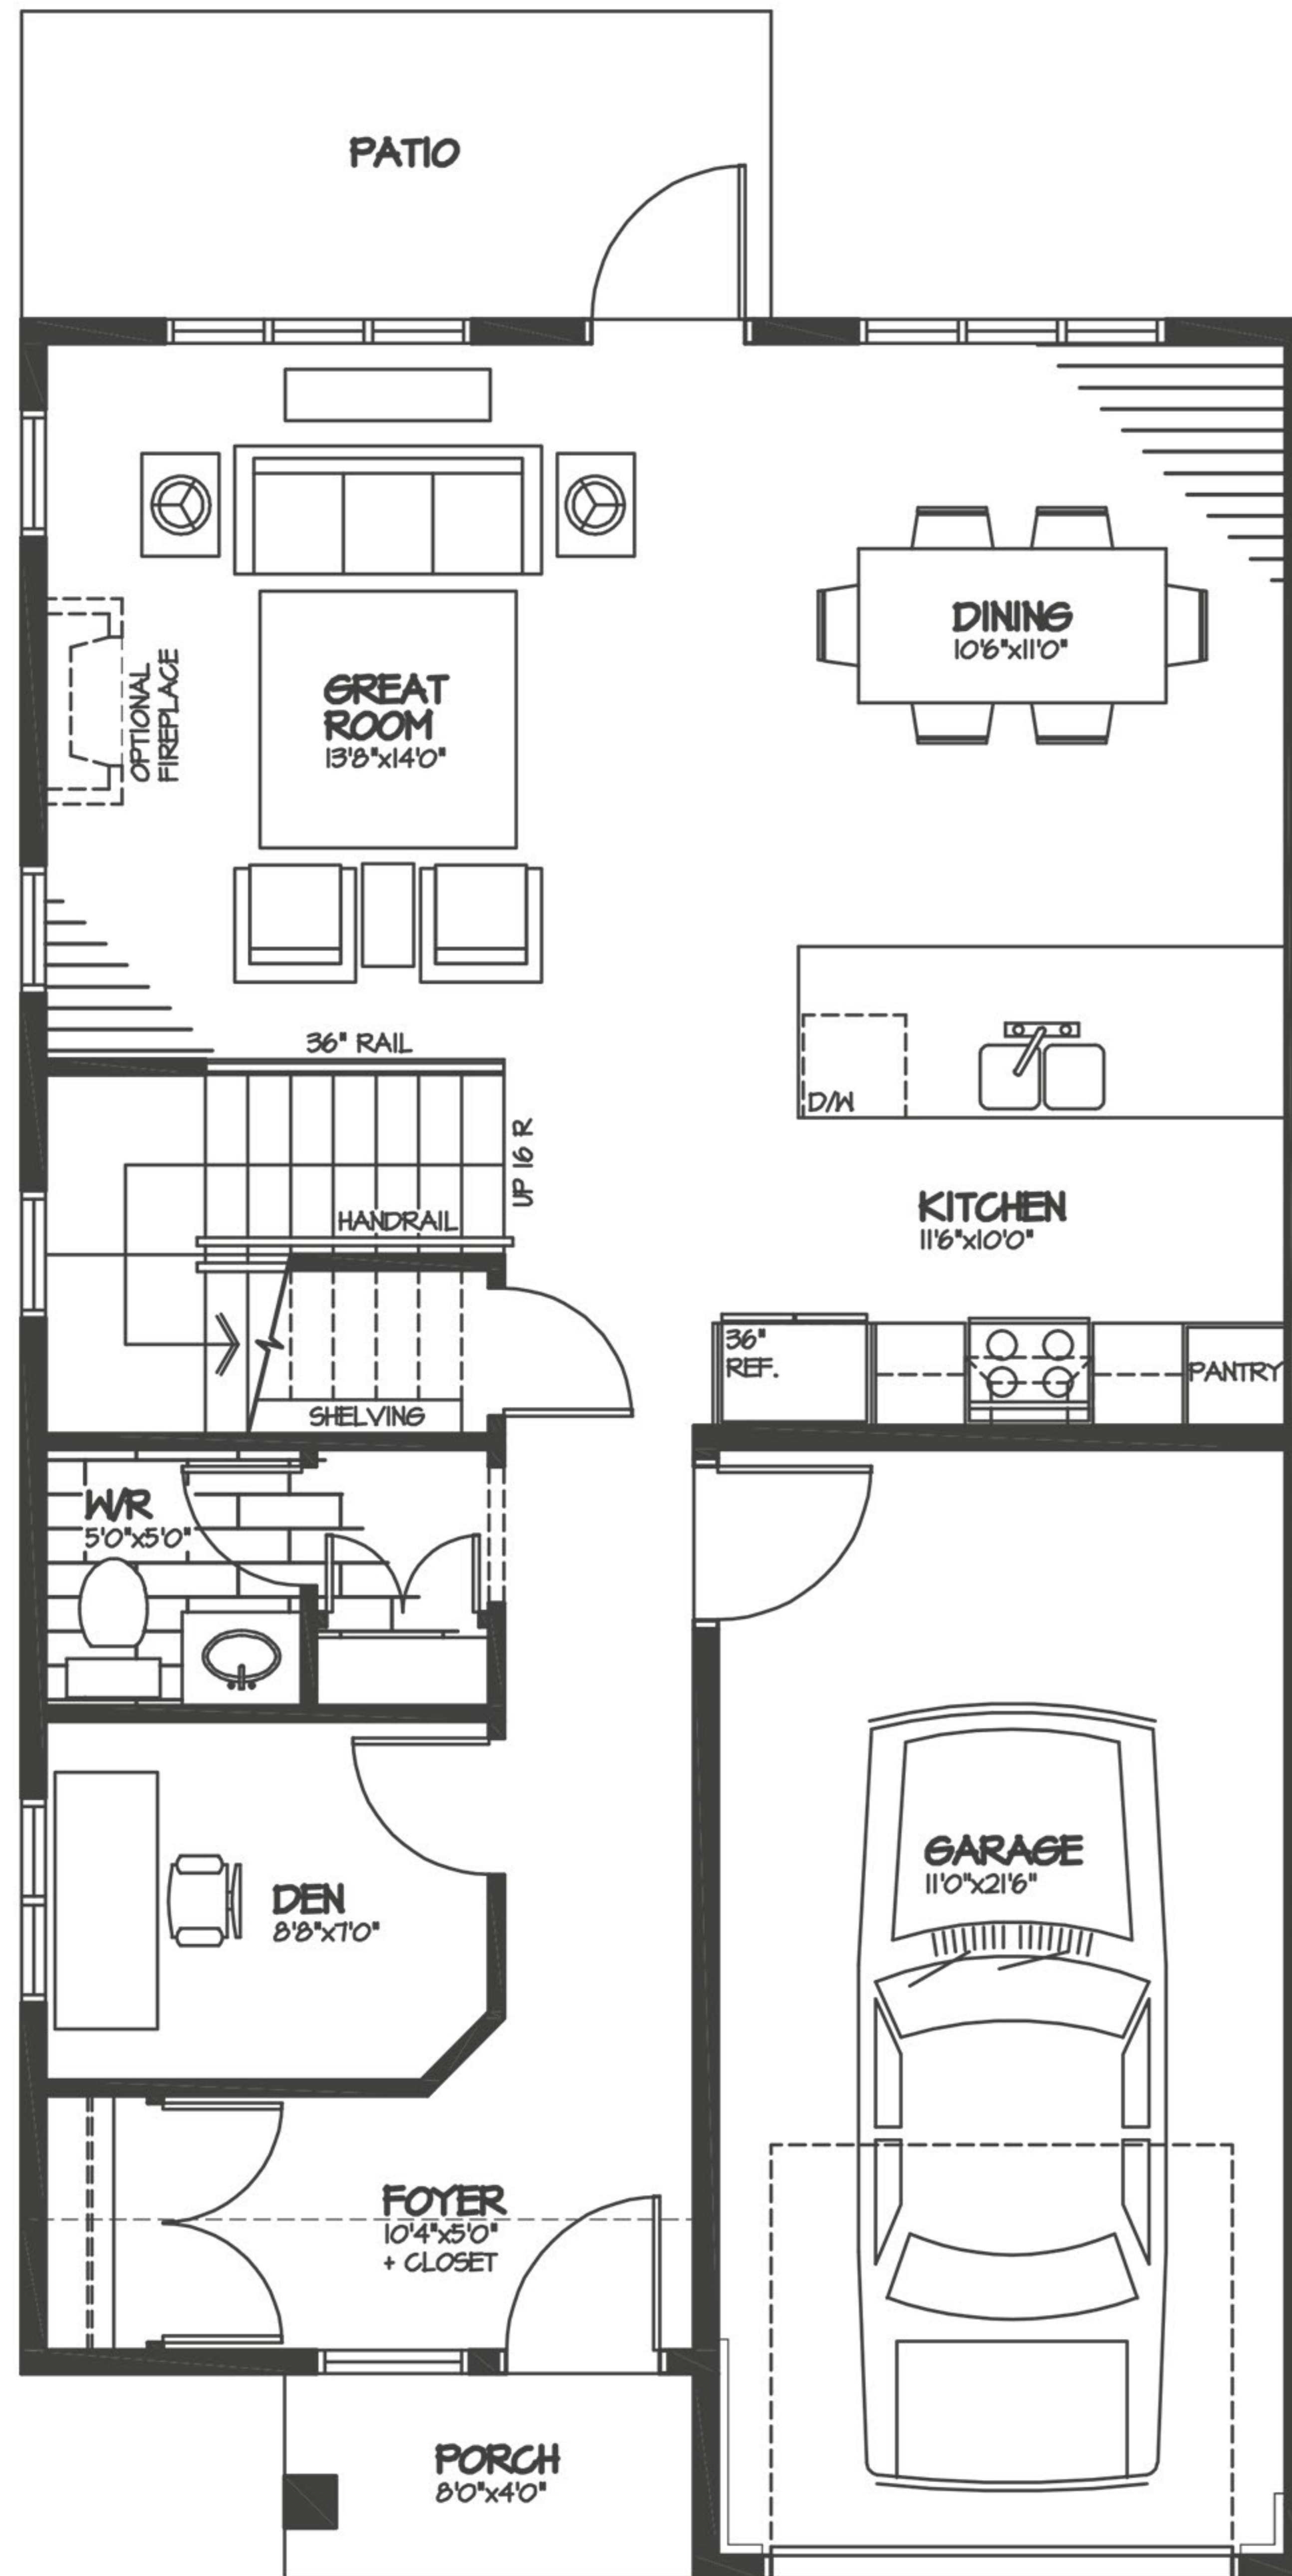 PATIO
DINING
10'6"x11'0"
OPTIONAL
FIREPLACE
GREAT
ROOM
13'8"x14'0"
36" RAIL
D/W
UP 16 R
HANDRAIL
KITCHEN
11'6"x10'0"
36"
REF.
PANTRY
SHELVING
W/R
5'0"x5'0"
GARAGE
11'0"x21'6"
DEN
8'8"x7'0"
FOYER
10'4"x5'0"
+ CLOSET
PORCH
8'0"x4'0"